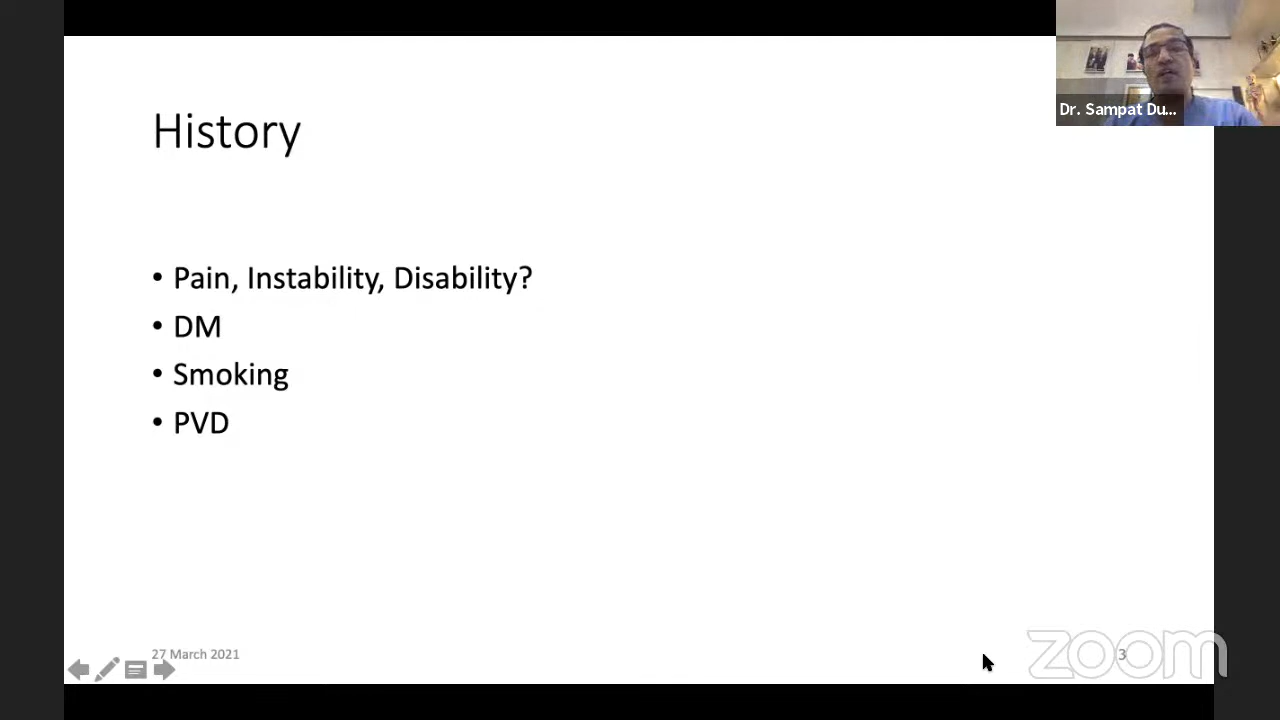 Dr. Sampat Du...
History
• Pain, Instability, Disability?
• DM
• Smoking
• PVD
27 March 2021
3
zoom